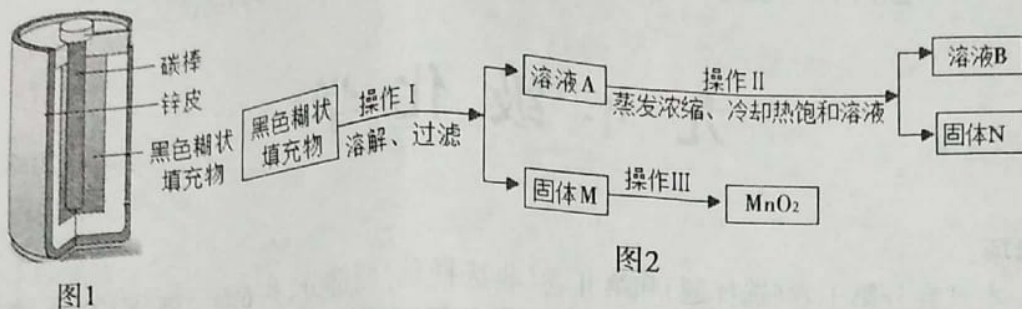 碳棒
锌皮
黑色糊状
填充物
图1
黑色糊状
填充物
操作Ⅰ
溶解、过滤
溶液A
操作Ⅱ
蒸发浓缩、冷却热饱和溶液
溶液B
固体N
固体M
操作Ⅲ
MnO₂
图2